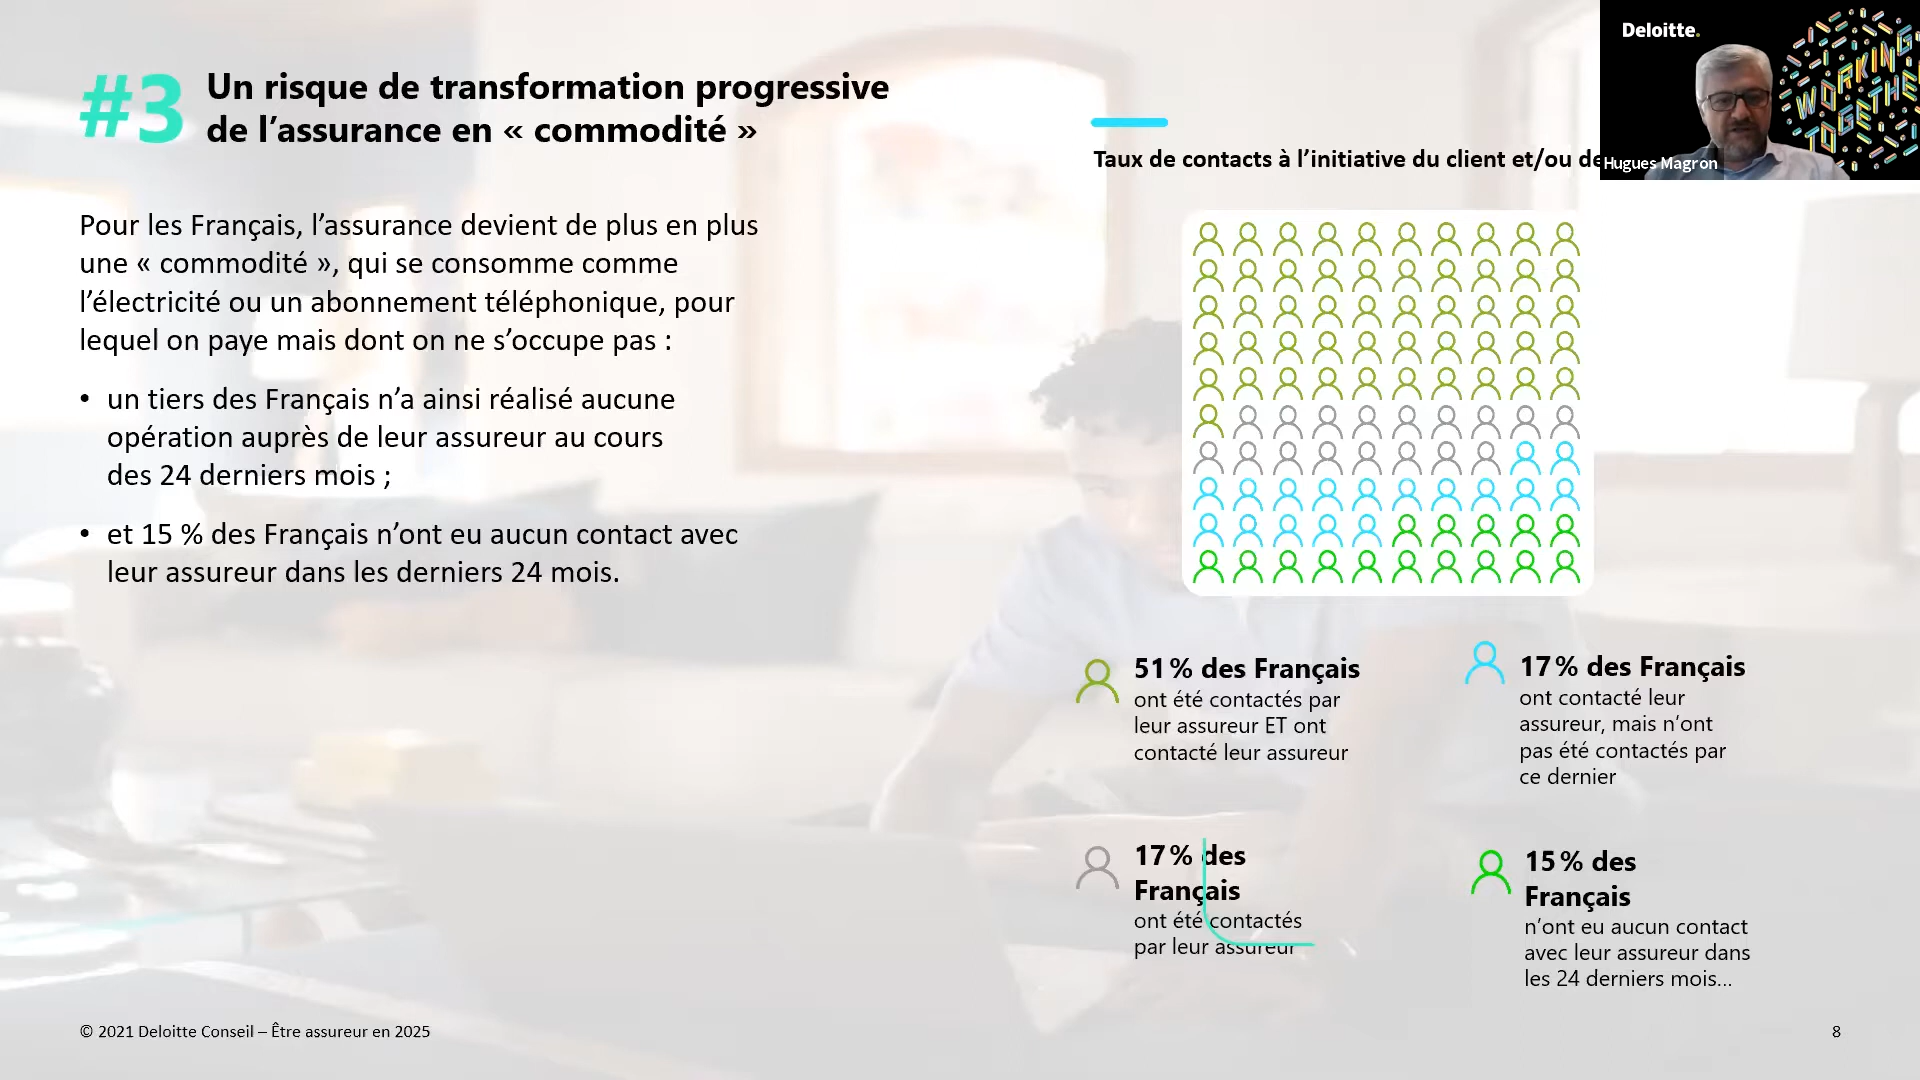 #3
Un risque de transformation progressive
de l’assurance en « commodité »
Pour les Français, l’assurance devient de plus en plus
une « commodité », qui se consomme comme
l’électricité ou un abonnement téléphonique, pour
lequel on paye mais dont on ne s’occupe pas :
• un tiers des Français n’a ainsi réalisé aucune
opération auprès de leur assureur au cours
des 24 derniers mois ;
• et 15 % des Français n’ont eu aucun contact avec
leur assureur dans les derniers 24 mois.
Taux de contacts à l’initiative du client et/ou de
51% des Français
ont été contactés par
leur assureur ET ont
contacté leur assureur
17% des Français
ont contacté leur
assureur, mais n’ont
pas été contactés par
ce dernier
17% des
Français
ont été contactés
par leur assureur
15% des
Français
n’ont eu aucun contact
avec leur assureur dans
les 24 derniers mois…
© 2021 Deloitte Conseil – Être assureur en 2025
8
Deloitte.
WORKING
TOGETHE
Hugues Magron